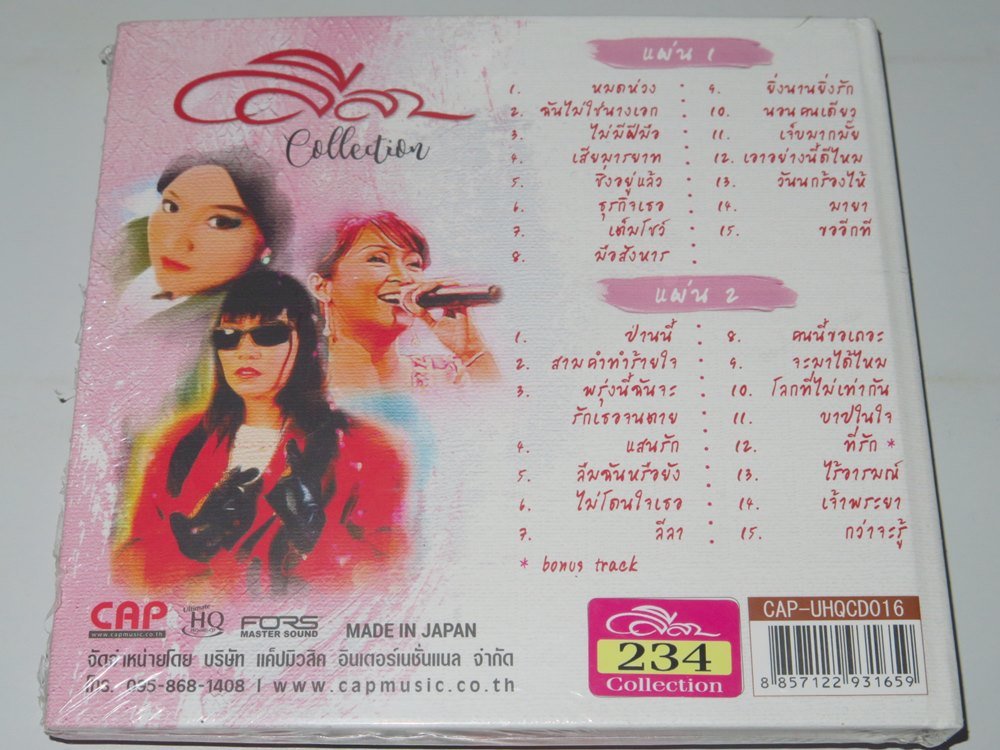 ลีลา
Collection
แผ่น 1
1. หมดห่วง
2. ฉันไม่ใช่นางเอก
3. ไม่มีฝีมือ
4. เสียมารยาท
5. ซึ้งอยู่แล้ว
6. ธุรกิจเธอ
7. เต็มโชว์
8. มือสังหาร
9. ยิ่งนานยิ่งรัก
10. นอนคนเดียว
11. เจ็บมากมั้ย
12. เอาอย่างนี้ดีไหม
13. วันนกร้องไห้
14. มายา
15. ขออีกที
แผ่น 2
1. ป่านนี้
2. สามคำทำร้ายใจ
3. พรุ่งนี้ฉันจะ
รักเธอจนตาย
4. แสนรัก
5. ลืมฉันหรือยัง
6. ไม่โดนใจเธอ
7. ลีลา
8. คนนี้ขอเถอะ
9. จะมาได้ไหม
10. โลกที่ไม่เท่ากัน
11. บาปในใจ
12. ที่รัก *
13. ไร้อารมณ์
14. เจ้าพระยา
15. กว่าจะรู้
* bonus track
CAP
www.capmusic.co.th
Ultimate
HQ
FORS
MASTER SOUND
MADE IN JAPAN
จัดจำหน่ายโดย บริษัท แค็ปมิวสิค อินเตอร์เนชั่นแนล จำกัด
โทร. 095-868-1408 | www.capmusic.co.th
ลีลา
234
Collection
CAP-UHQCD016
8 857122 931659